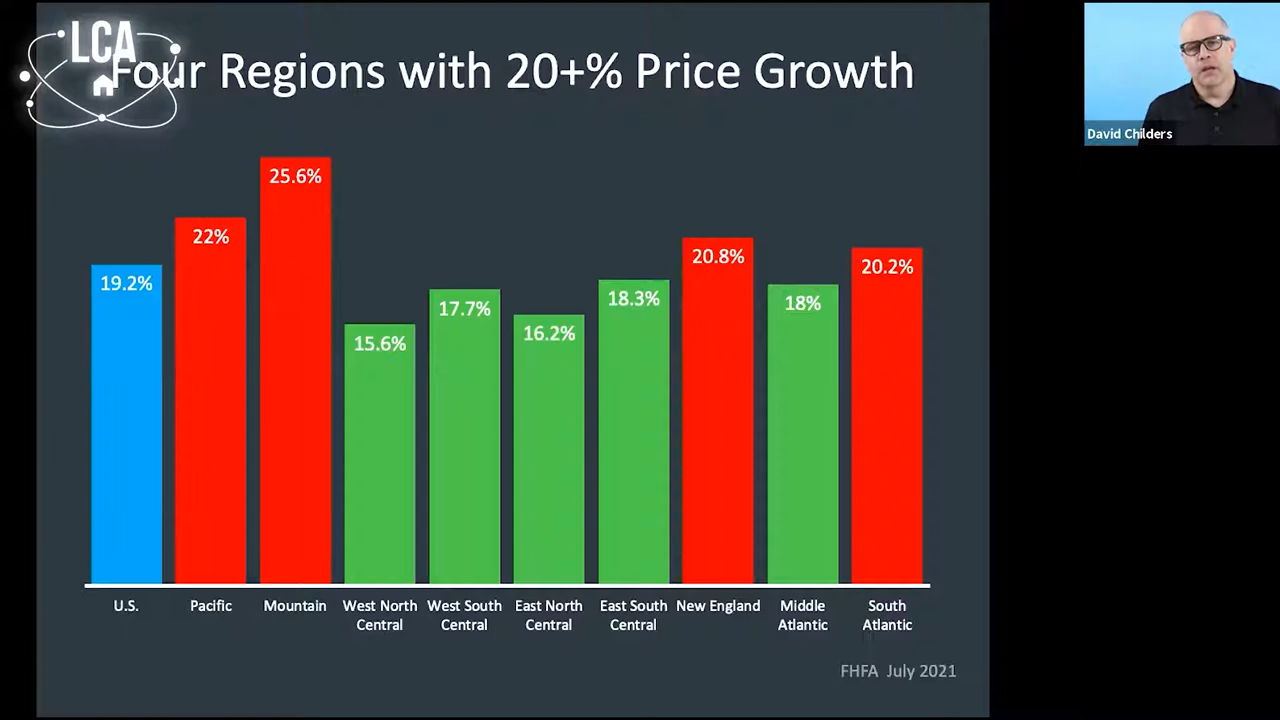 LCA
Four Regions with 20+% Price Growth
David Childers
19.2%
22%
25.6%
15.6%
17.7%
16.2%
18.3%
20.8%
18%
20.2%
U.S.
Pacific
Mountain
West North
Central
West South
Central
East North
Central
East South
Central
New England
Middle
Atlantic
South
Atlantic
FHFA July 2021